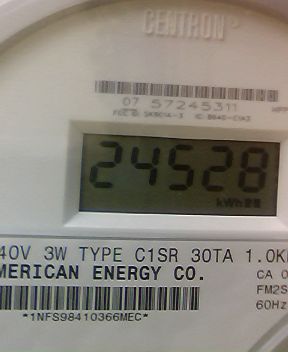 CENTRON
07 57245311
24528
kWh
40V 3W TYPE C1SR 30TA 1.0K
MERICAN ENERGY CO.
CA 0
FM2S
60Hz
*1NFS98410366MEC*